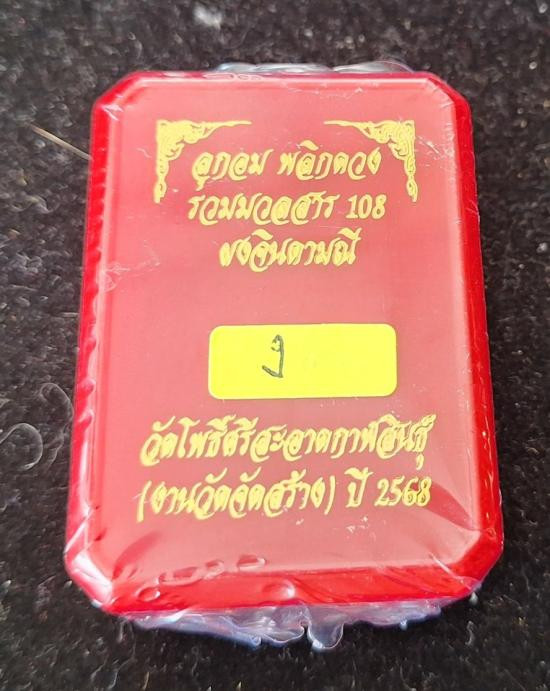 ลูกอม พลิกดวง
รวมมวลสาร 108
ผงจินดามณี
วัดโพธิ์ศรีสะอาดกาฬสินธุ์
(งานวัดจัดสร้าง) ปี 2568